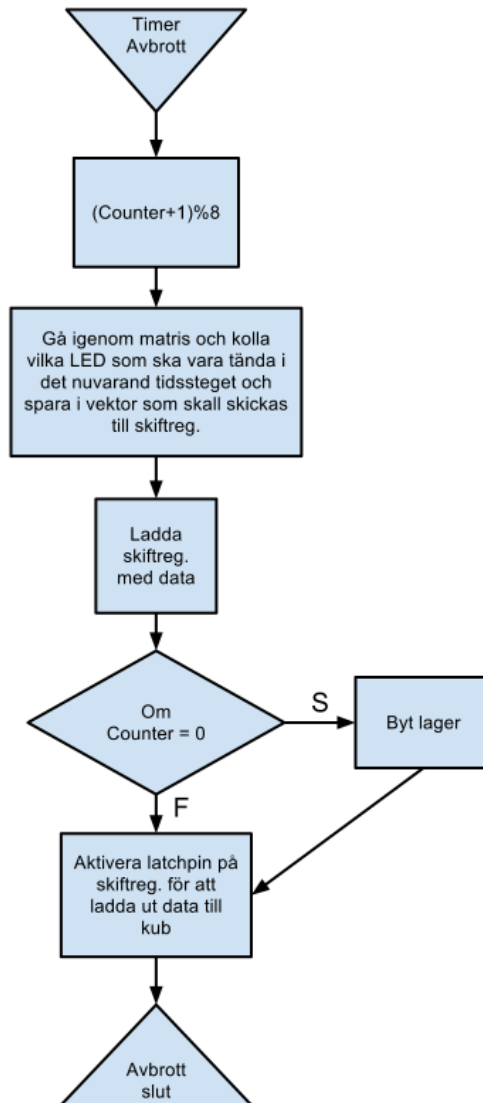 Timer
Avbrott
(Counter+1)%8
Gå igenom matris och kolla
vilka LED som ska vara tända i
det nuvarand tidssteget och
spara i vektor som skall skickas
till skiftreg.
Ladda
skiftreg.
med data
Om
Counter = 0
S
Byt lager
F
Aktivera latchpin på
skiftreg. för att
ladda ut data till
kub
Avbrott
slut